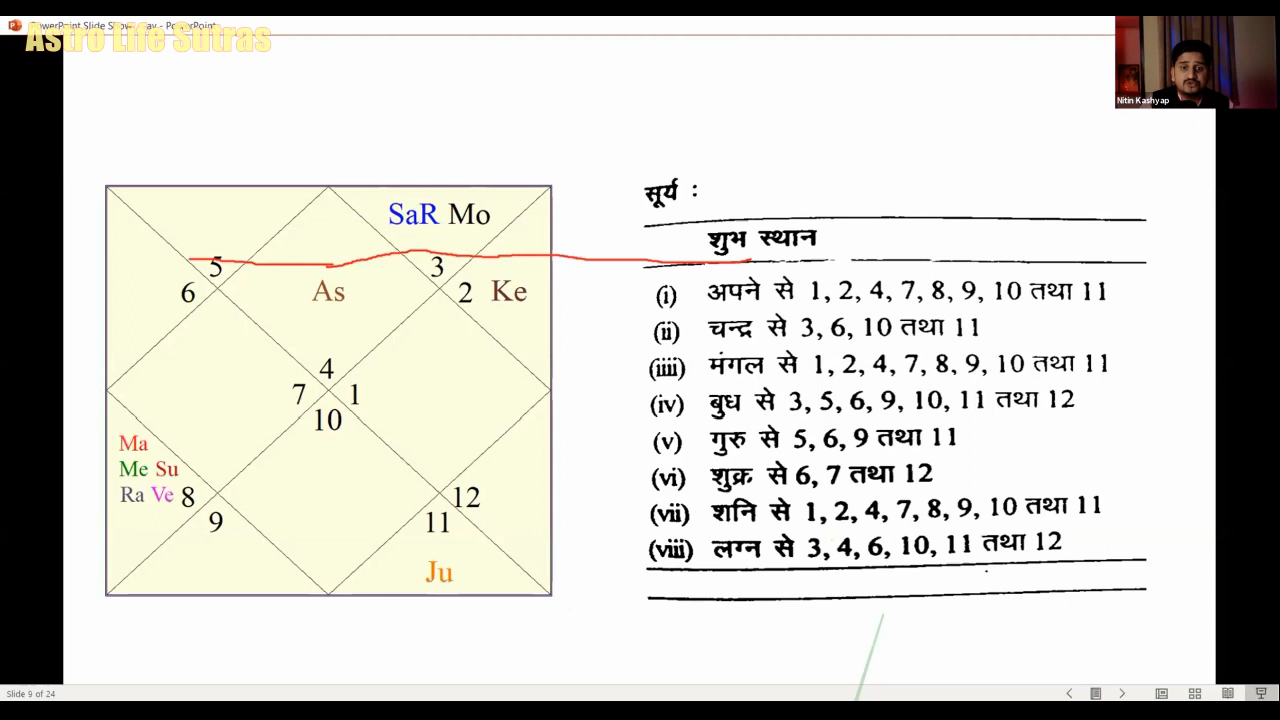 PowerPoint Slide Show - - PowerPoint
Astro Life Sutras
Nitin Kashyap
SaR Mo
5
3
6
As
2 Ke
4
7
1
10
Ma
Me Su
Ra Ve 8
9
12
11
Ju
सूर्य :
शुभ स्थान
(i) अपने से 1, 2, 4, 7, 8, 9, 10 तथा 11
(ii) चन्द्र से 3, 6, 10 तथा 11
(iiii) मंगल से 1, 2, 4, 7, 8, 9, 10 तथा 11
(iv) बुध से 3, 5, 6, 9, 10, 11 तथा 12
(v) गुरु से 5, 6, 9 तथा 11
(vi) शुक्र से 6, 7 तथा 12
(vii) शनि से 1, 2, 4, 7, 8, 9, 10 तथा 11
(viii) लग्न से 3, 4, 6, 10, 11 तथा 12
Slide 9 of 24